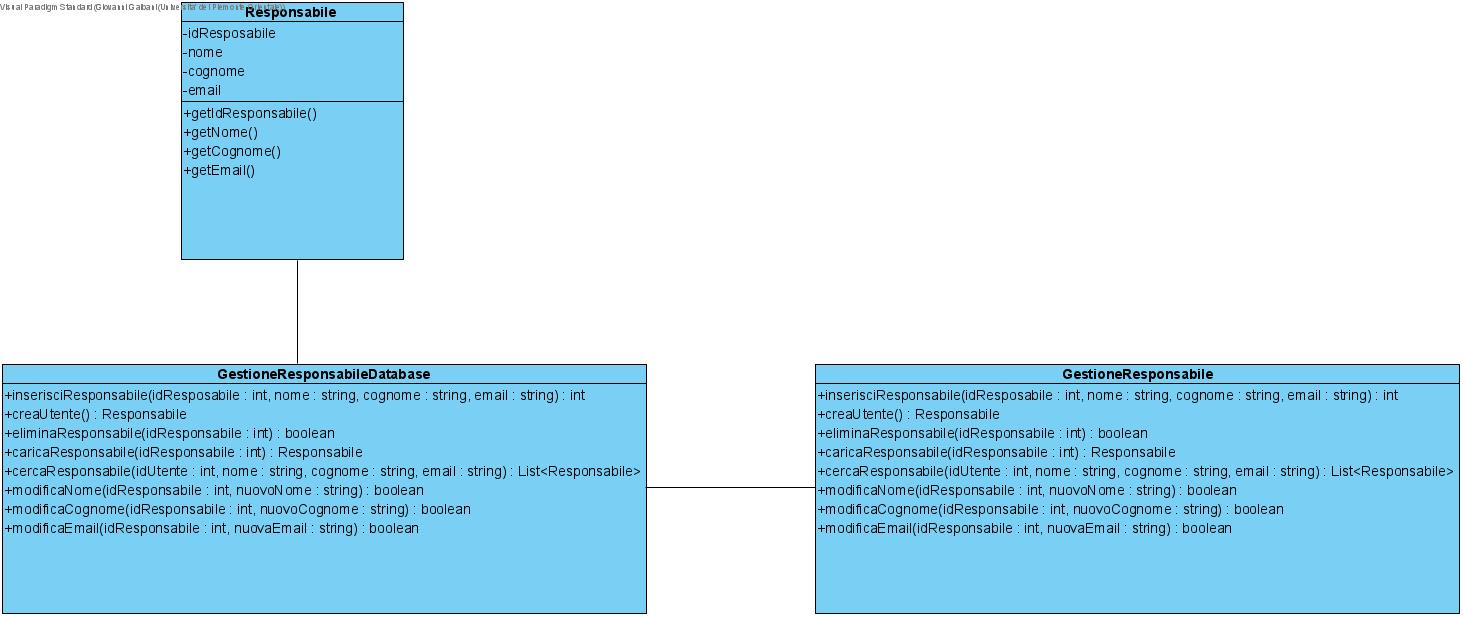 Visual Paradigm Standard (Giovanni Galbani (Universita' del Piemonte Orientale))
Responsabile
-idResposabile
-nome
-cognome
-email
+getIdResponsabile()
+getNome()
+getCognome()
+getEmail()
GestioneResponsabileDatabase
+inserisciResponsabile(idResposabile : int, nome : string, cognome : string, email : string) : int
+creaUtente() : Responsabile
+eliminaResponsabile(idResponsabile : int) : boolean
+caricaResponsabile(idResponsabile : int) : Responsabile
+cercaResponsabile(idUtente : int, nome : string, cognome : string, email : string) : List<Responsabile>
+modificaNome(idResponsabile : int, nuovoNome : string) : boolean
+modificaCognome(idResponsabile : int, nuovoCognome : string) : boolean
+modificaEmail(idResponsabile : int, nuovaEmail : string) : boolean
GestioneResponsabile
+inserisciResponsabile(idResposabile : int, nome : string, cognome : string, email : string) : int
+creaUtente() : Responsabile
+eliminaResponsabile(idResponsabile : int) : boolean
+caricaResponsabile(idResponsabile : int) : Responsabile
+cercaResponsabile(idUtente : int, nome : string, cognome : string, email : string) : List<Responsabile>
+modificaNome(idResponsabile : int, nuovoNome : string) : boolean
+modificaCognome(idResponsabile : int, nuovoCognome : string) : boolean
+modificaEmail(idResponsabile : int, nuovaEmail : string) : boolean